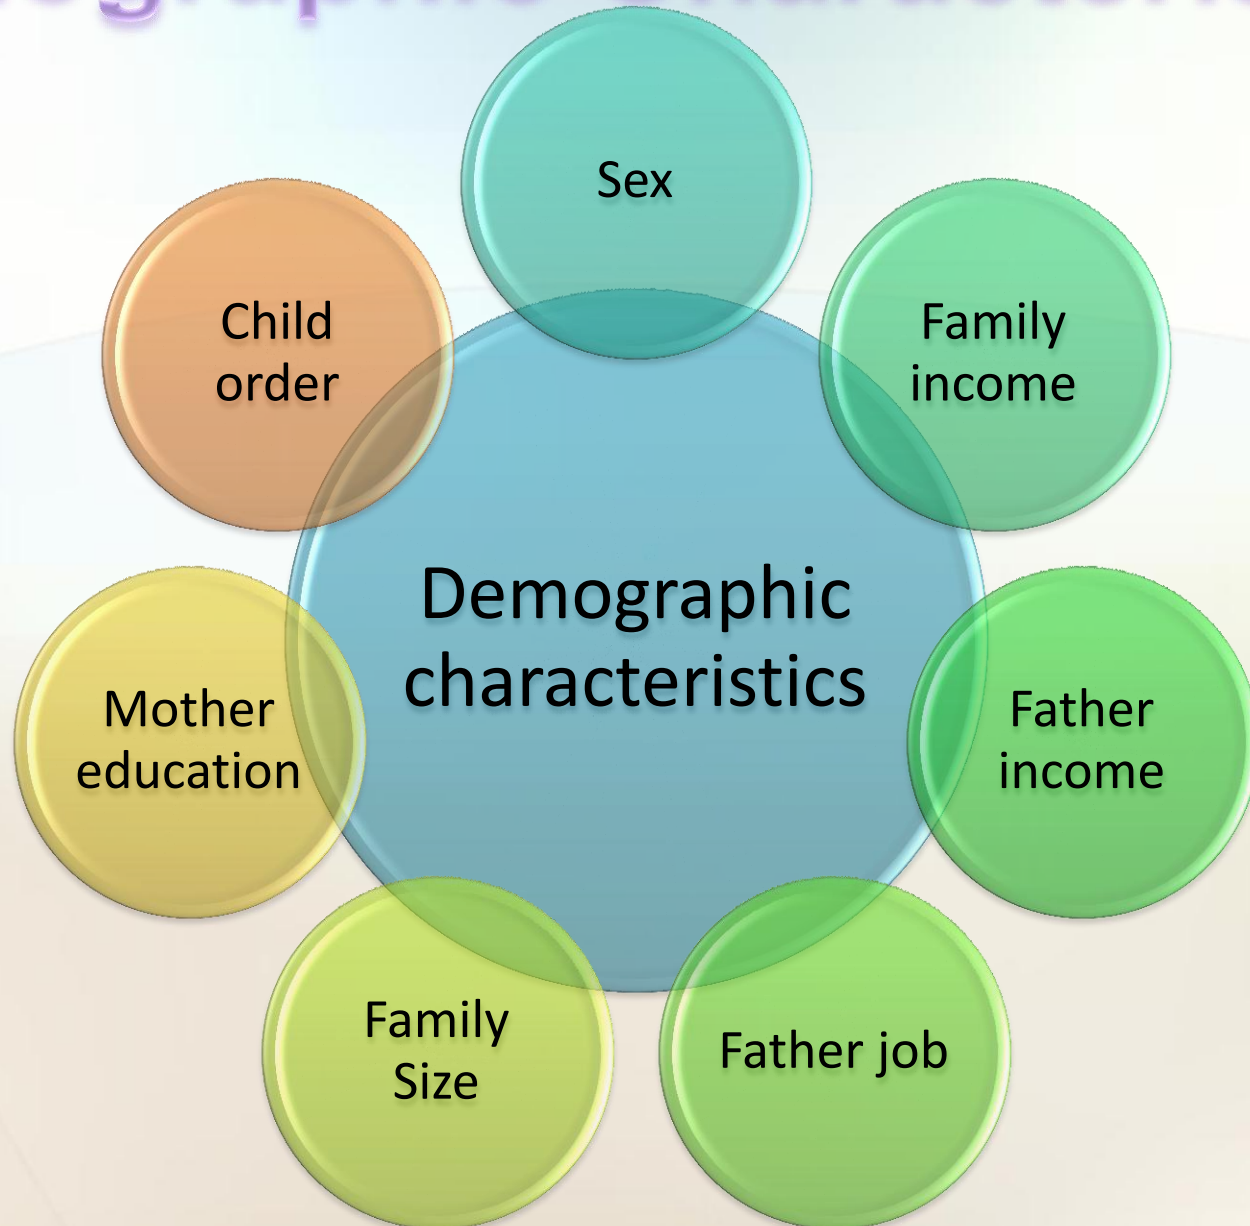 Sex
Family
income
Father
income
Father job
Family
Size
Mother
education
Child
order
Demographic
characteristics